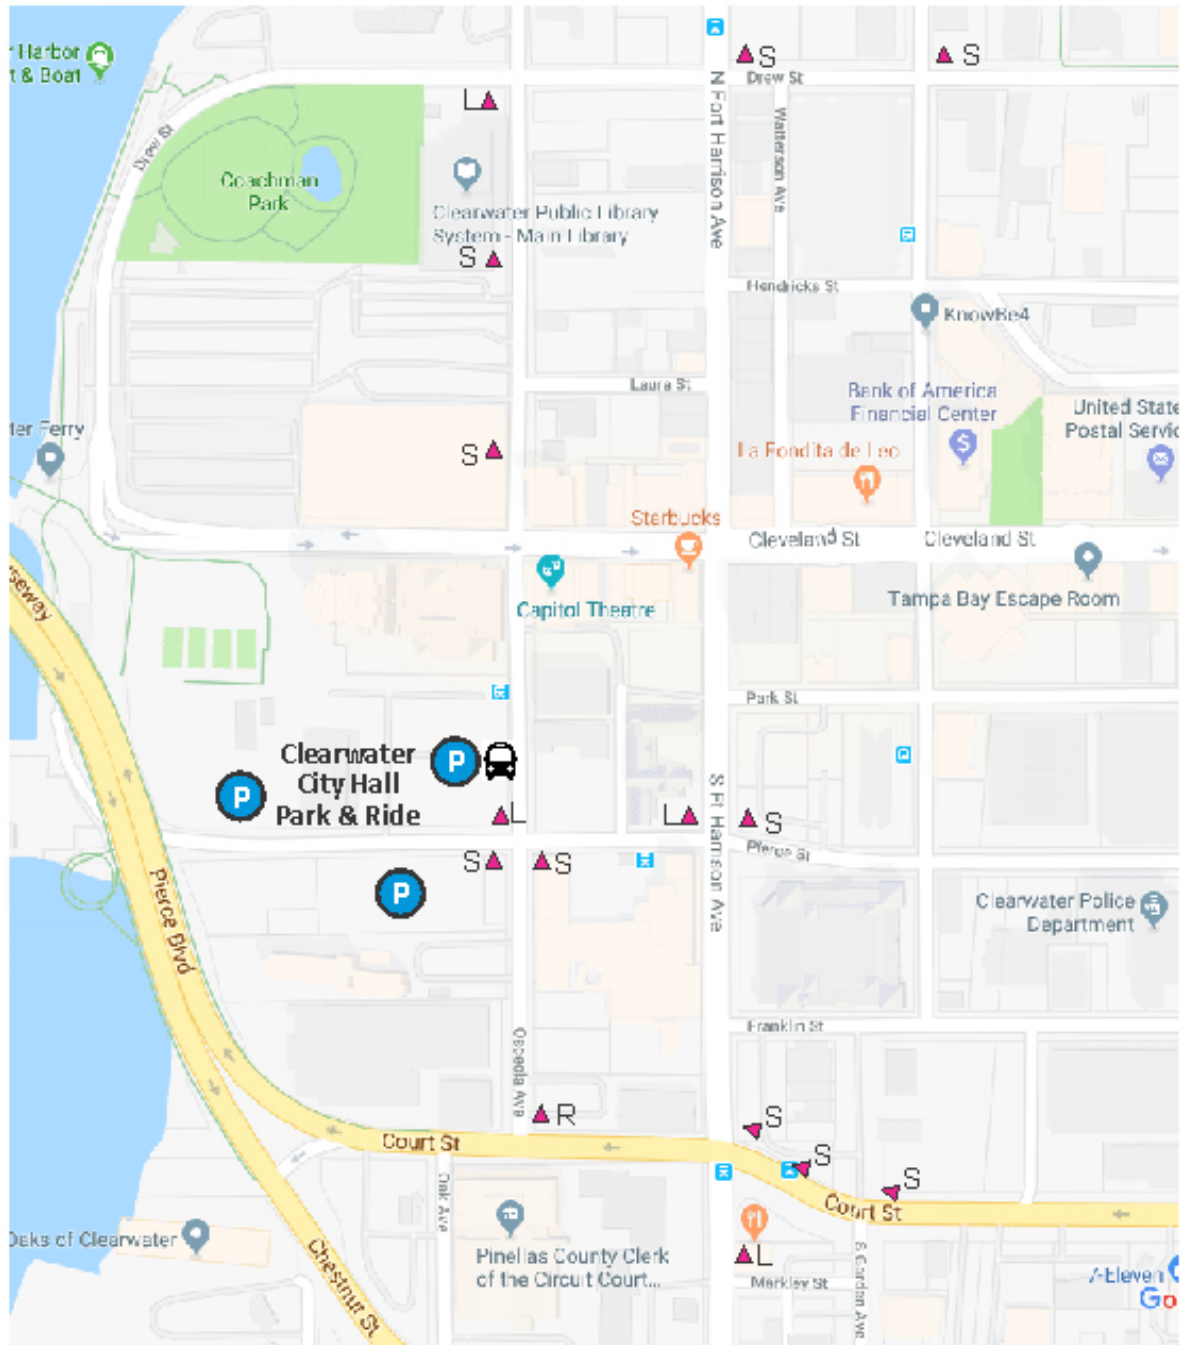 r Harbor
t & Boat
S
S
Drew St
L
N Fort Harrison Ave
Watterson Ave
Drew St
Coachman
Park
Clearwater Public Library
System - Main Library
S
Hendricks St
KnowBe4
Laura St
Bank of America
Financial Center
United State
Postal Servic
ter Ferry
S
La Fondita de Leo
Starbucks
Cleveland St
Cleveland St
Capitol Theatre
Tampa Bay Escape Room
useway
Park St
Clearwater
City Hall
Park & Ride
P
P
S Ft Harrison Ave
L
L
S
S
S
Pierce St
P
Pierce Blvd
Clearwater Police
Department
Franklin St
Osceola Ave
R
S
Court St
S
S
Oak Ave
Court St
Oaks of Clearwater
Chestnut St
Pinellas County Clerk
of the Circuit Court...
L
Markley St
S Garden Ave
7-Eleven
Go